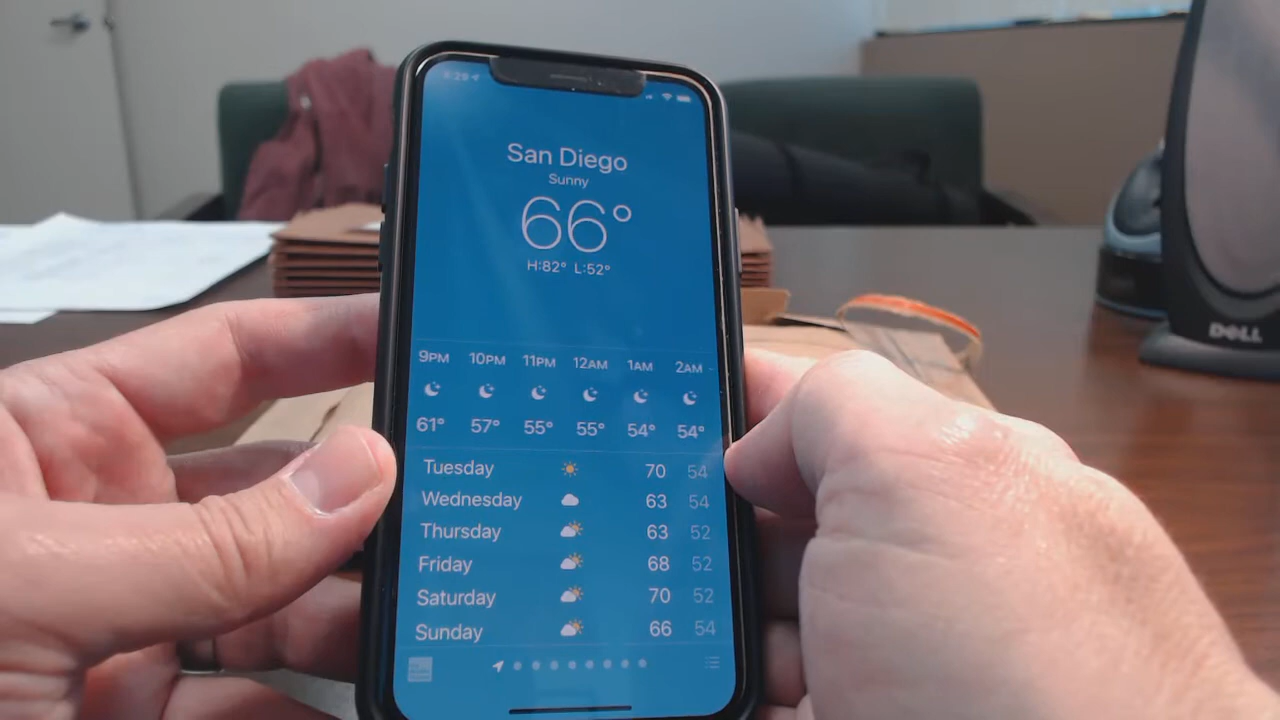 San Diego
Sunny
66°
H:82° L:52°
9PM 10PM 11PM 12AM 1AM 2AM
61° 57° 55° 55° 54° 54°
Tuesday 70 54
Wednesday 63 54
Thursday 63 52
Friday 68 52
Saturday 70 52
Sunday 66 54
DELL